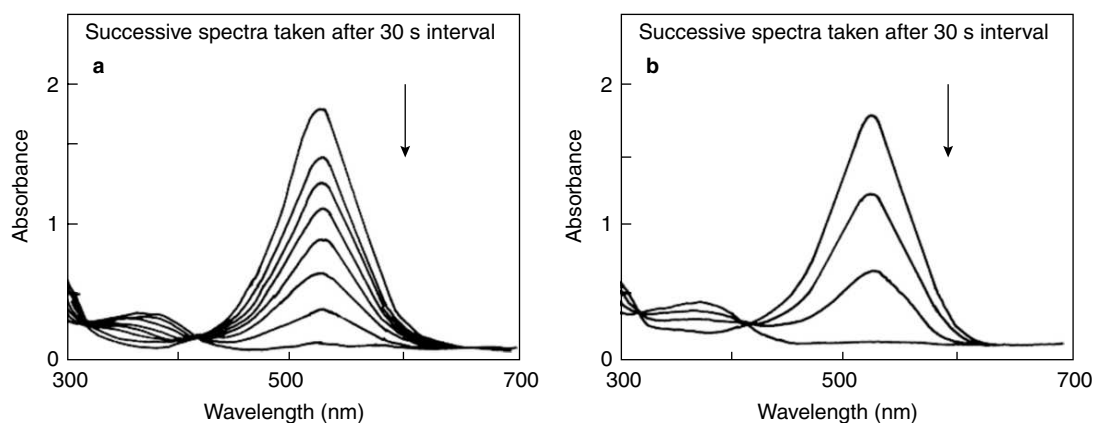 Successive spectra taken after 30 s interval
a
2
1
0
300
500
700
Absorbance
Wavelength (nm)
Successive spectra taken after 30 s interval
b
2
1
0
300
500
700
Absorbance
Wavelength (nm)